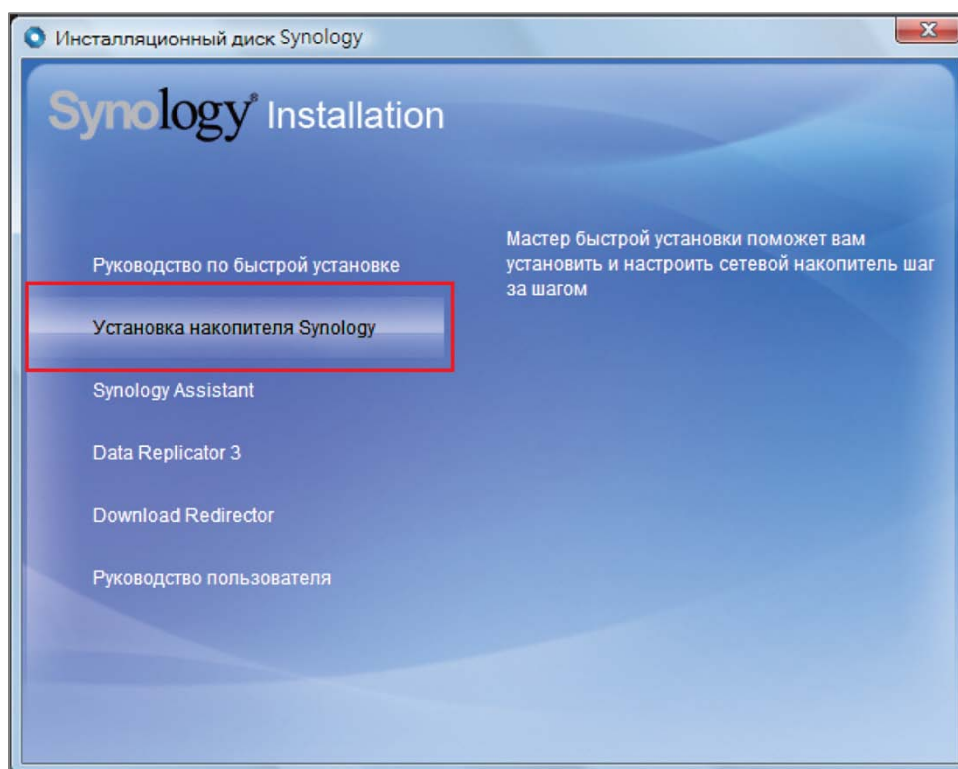 Инсталляционный диск Synology
Synology® Installation
Руководство по быстрой установке
Установка накопителя Synology
Synology Assistant
Data Replicator 3
Download Redirector
Руководство пользователя
Мастер быстрой установки поможет вам
установить и настроить сетевой накопитель шаг
за шагом